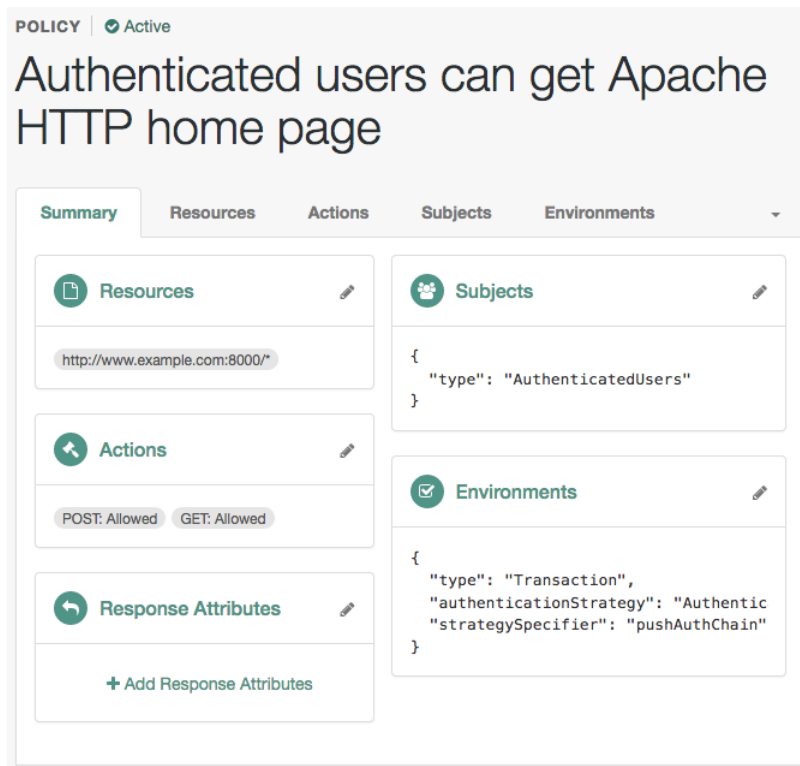 POLICY Active
Authenticated users can get Apache
HTTP home page
Summary Resources Actions Subjects Environments
Resources
http://www.example.com:8000/*
Actions
POST: Allowed GET: Allowed
Response Attributes
+ Add Response Attributes
Subjects
{
"type": "AuthenticatedUsers"
}
Environments
{
"type": "Transaction",
"authenticationStrategy": "Authentic
"strategySpecifier": "pushAuthChain"
}